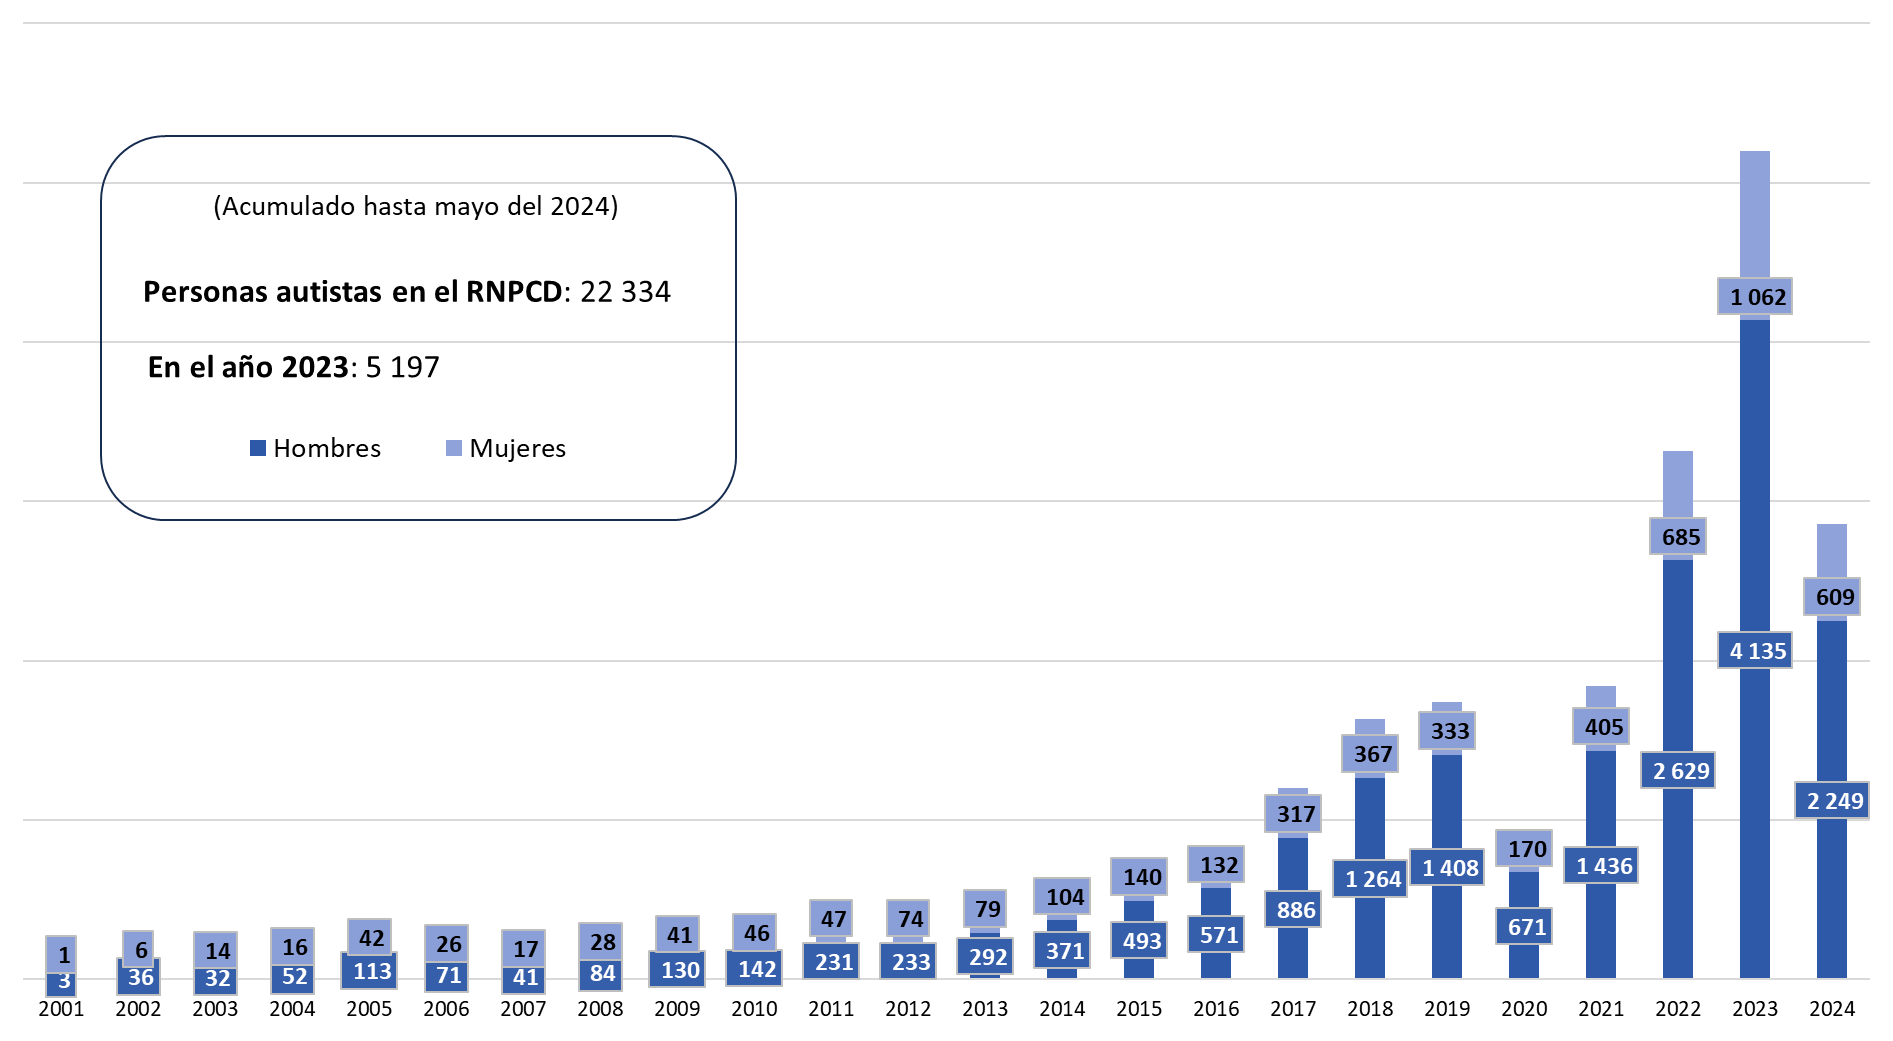 (Acumulado hasta mayo del 2024)
Personas autistas en el RNPCD: 22 334
En el año 2023: 5 197
Hombres Mujeres
1 6 14 16 42 26 17 28 41 46 47 74 79 104 140 132 317 367 333 170 405 685 1 062 609
3 36 32 52 113 71 41 84 130 142 231 233 292 371 493 571 886 1 264 1 408 671 1 436 2 629 4 135 2 249
2001 2002 2003 2004 2005 2006 2007 2008 2009 2010 2011 2012 2013 2014 2015 2016 2017 2018 2019 2020 2021 2022 2023 2024